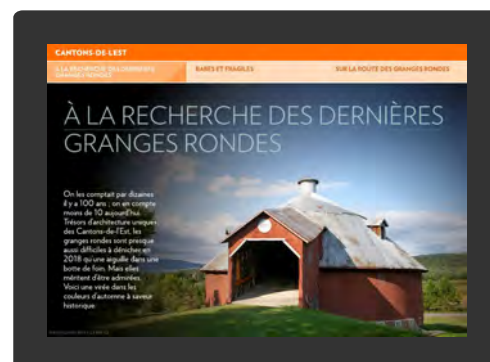 CANTONS-DE-L'EST
À LA RECHERCHE DES DERNIÈRES
GRANGES RONDES
RARES ET FRAGILES
SUR LA ROUTE DES GRANGES RONDES
À LA RECHERCHE DES DERNIÈRES
GRANGES RONDES
On les comptait par dizaines
il y a 100 ans ; on en compte
moins de 10 aujourd'hui.
Trésors d'architecture uniques
des Cantons-de-l'Est, les
granges rondes sont presque
aussi difficiles à dénicher en
2018 qu'une aiguille dans une
botte de foin. Mais elles
méritent d'être admirées.
Voici une virée dans les
couleurs d'automne à saveur
historique.